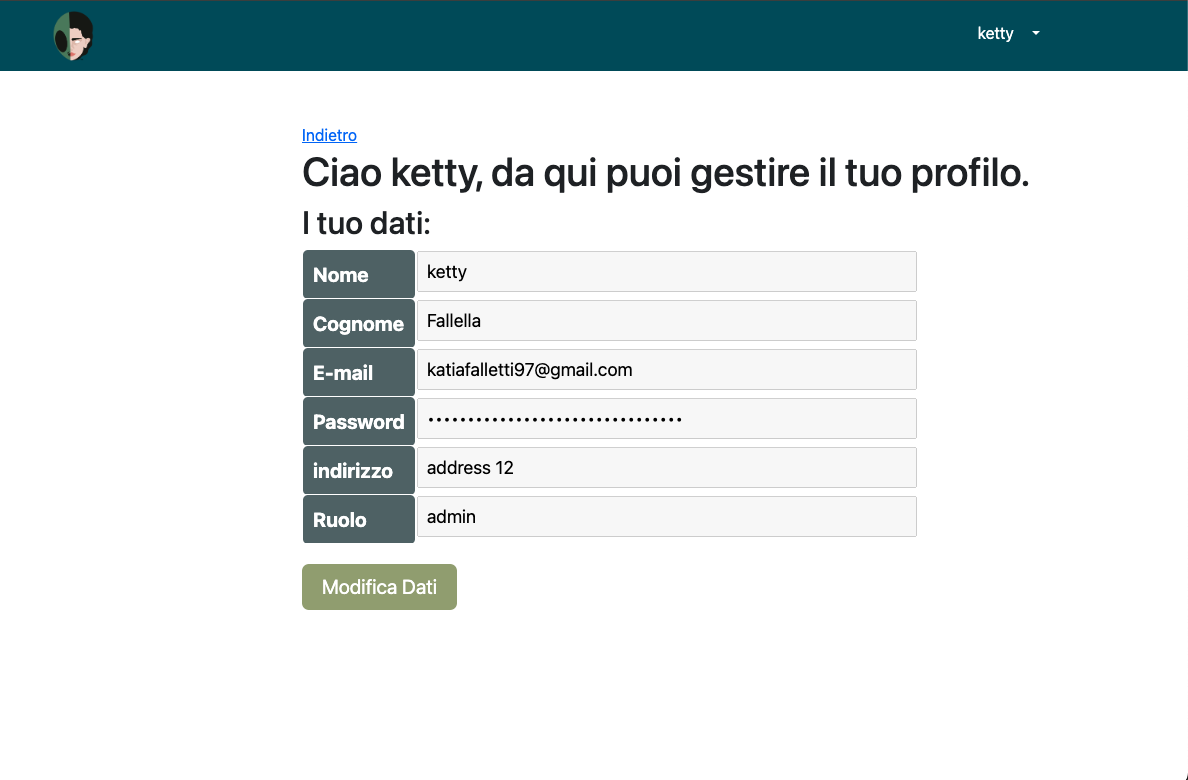 ketty
Indietro
Ciao ketty, da qui puoi gestire il tuo profilo.
I tuo dati:
Nome ketty
Cognome Fallella
E-mail katiafalletti97@gmail.com
Password ••••••••••••••••••••••••••••••••
indirizzo address 12
Ruolo admin
Modifica Dati